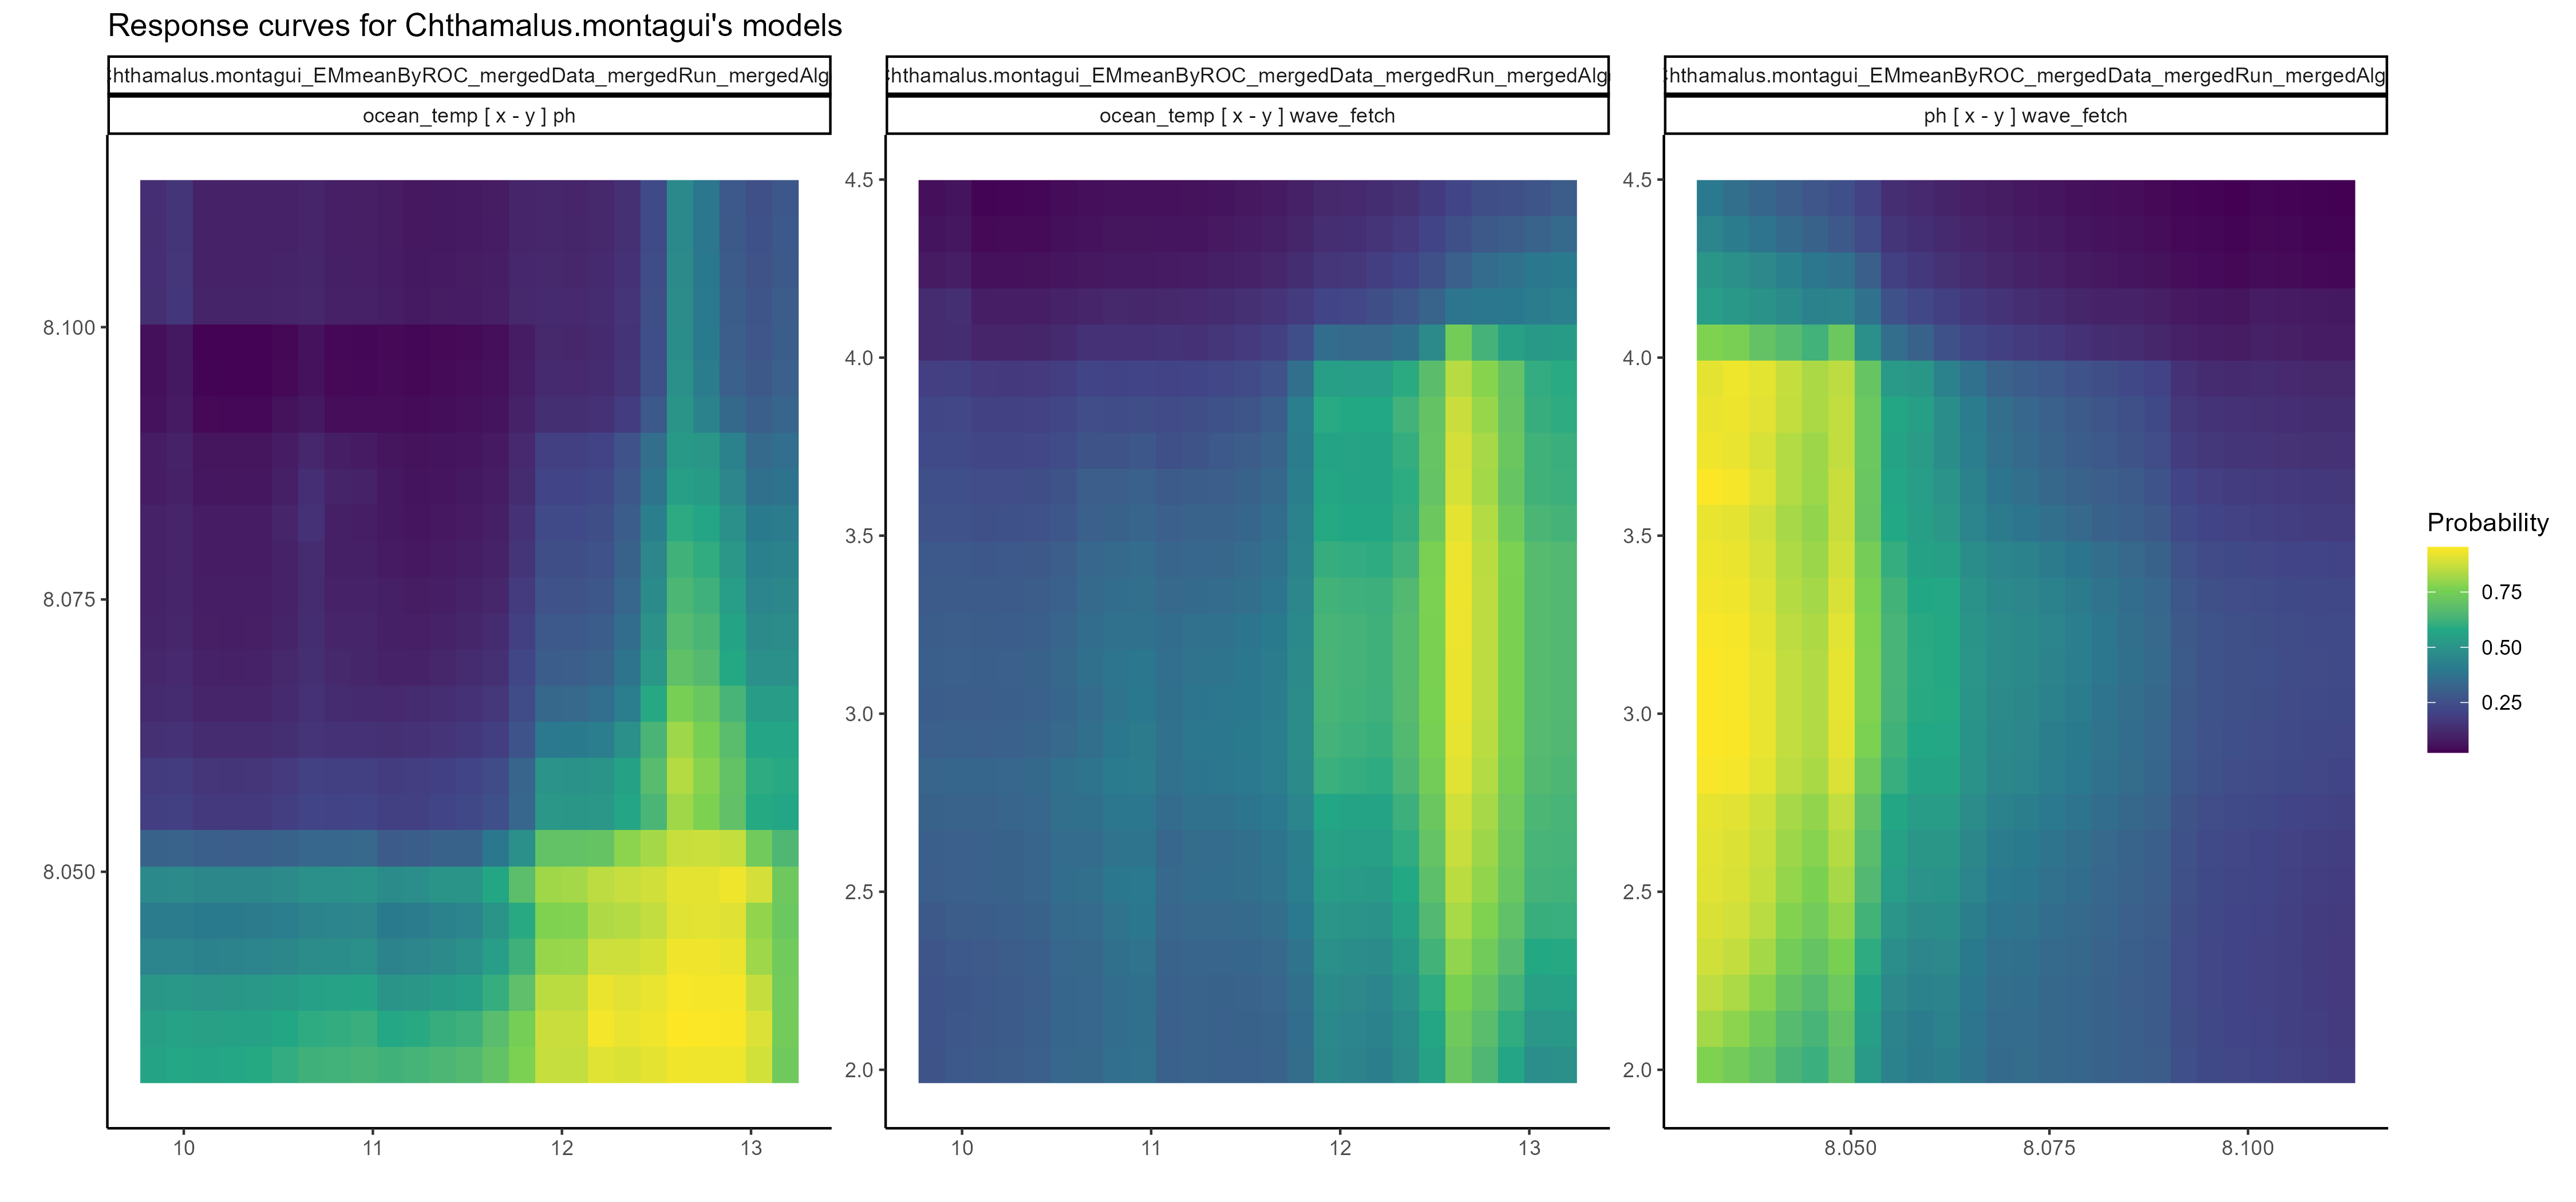 Response curves for Chthamalus.montagui's models
hthamalus.montagui_EMmeanByROC_mergedData_mergedRun_mergedAlg
hthamalus.montagui_EMmeanByROC_mergedData_mergedRun_mergedAlg
hthamalus.montagui_EMmeanByROC_mergedData_mergedRun_mergedAlg
ocean_temp [ x - y ] ph
ocean_temp [ x - y ] wave_fetch
ph [ x - y ] wave_fetch
8.100
8.075
8.050
10 11 12 13
4.5
4.0
3.5
3.0
2.5
2.0
10 11 12 13
4.5
4.0
3.5
3.0
2.5
2.0
8.050 8.075 8.100
Probability
0.75
0.50
0.25